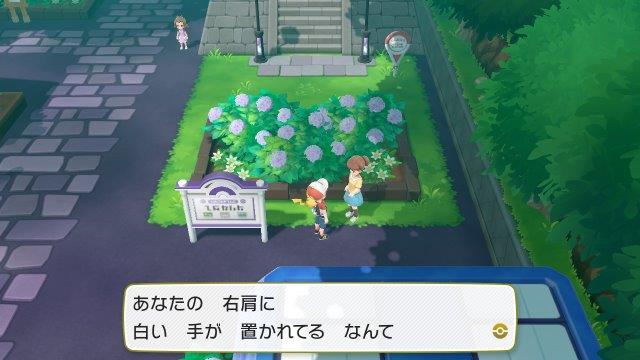 あなたの　右肩に
白い　手が　置かれてる　なんて